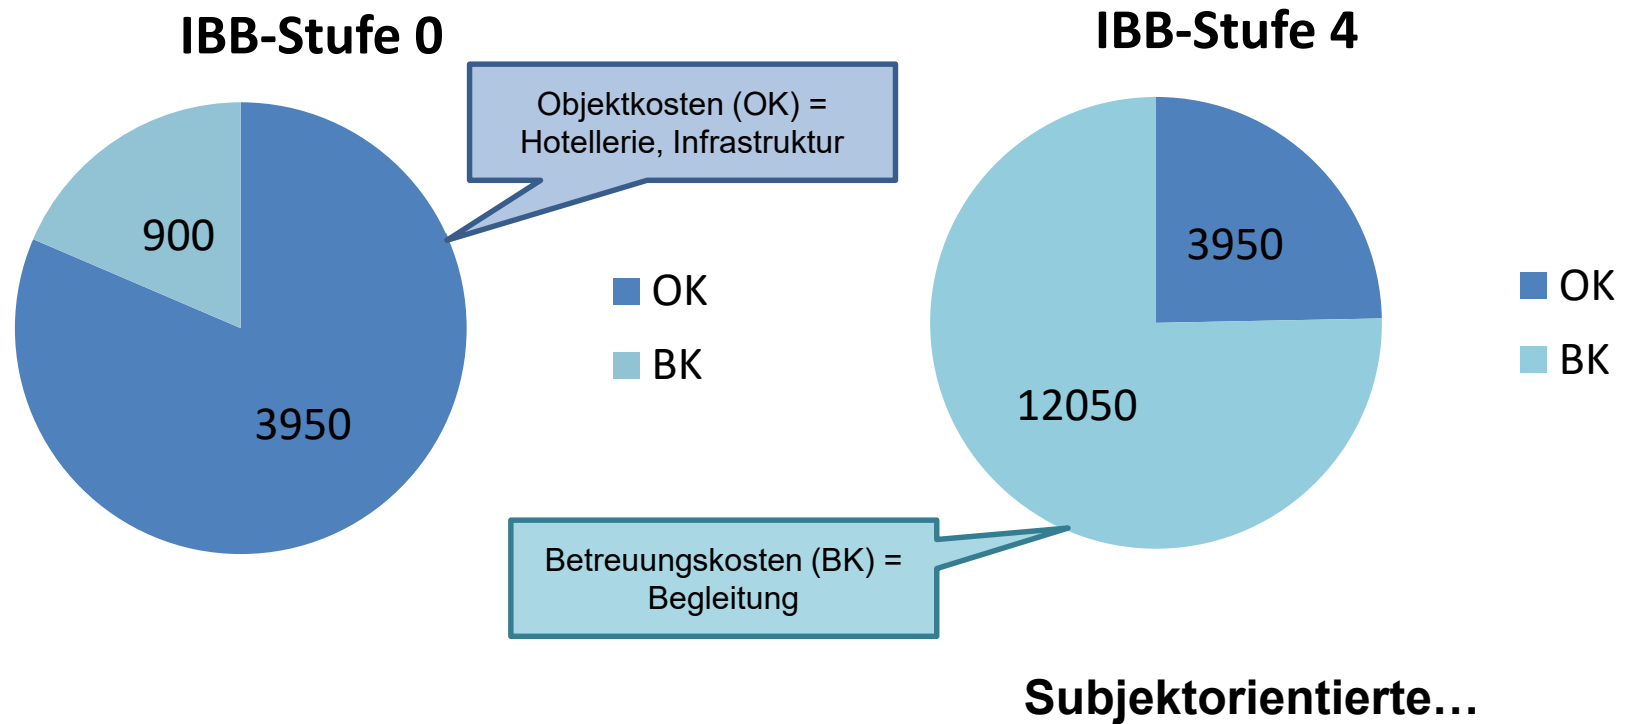 IBB-Stufe 0
Objektkosten (OK) =
Hotellerie, Infrastruktur
900
3950
OK
BK
IBB-Stufe 4
3950
12050
OK
BK
Betreuungskosten (BK) =
Begleitung
Subjektorientierte…